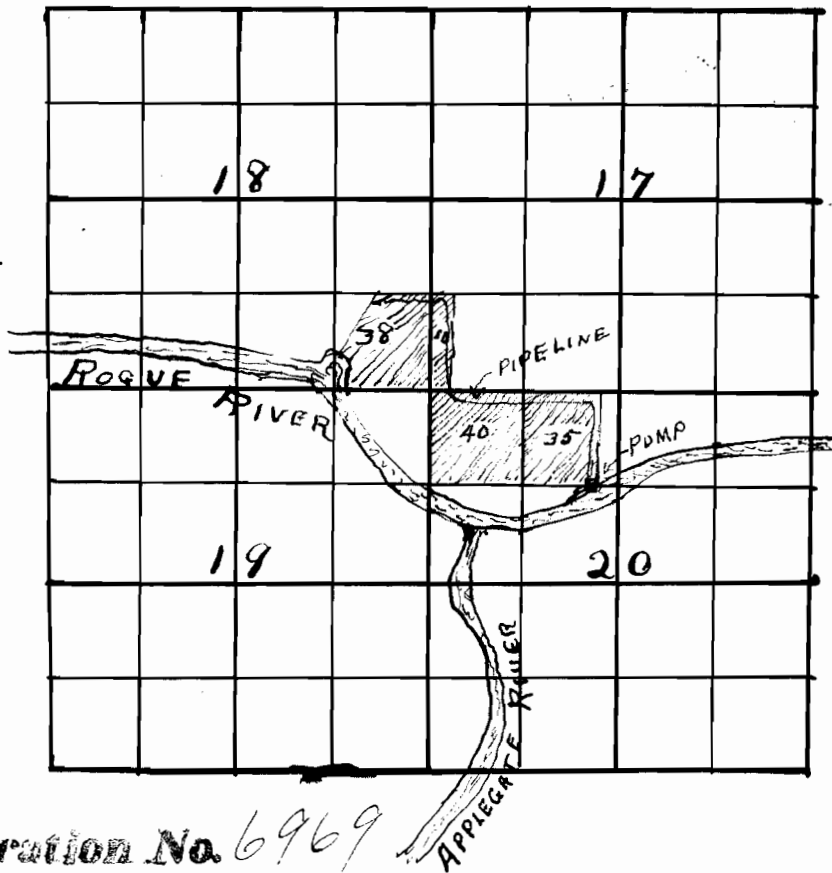 18
17
38
10
PIPELINE
ROGUE RIVER
40
35
PUMP
19
20
APPLEGATE RIVER
ration No. 6969